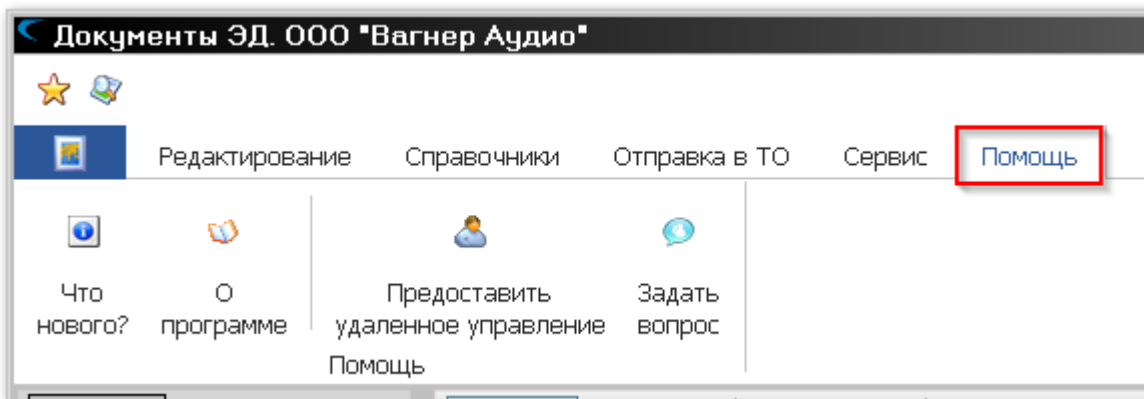 Документы ЭД. ООО "Вагнер Аудио"
Редактирование Справочники Отправка в ТО Сервис Помощь
Что нового?
О программе
Предоставить удаленное управление
Задать вопрос
Помощь